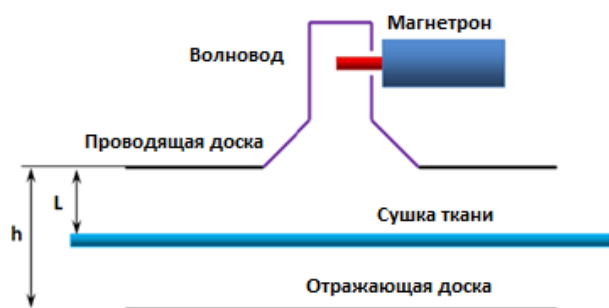 Магнетрон
Волновод
Проводящая доска
L
Сушка ткани
h
Отражающая доска